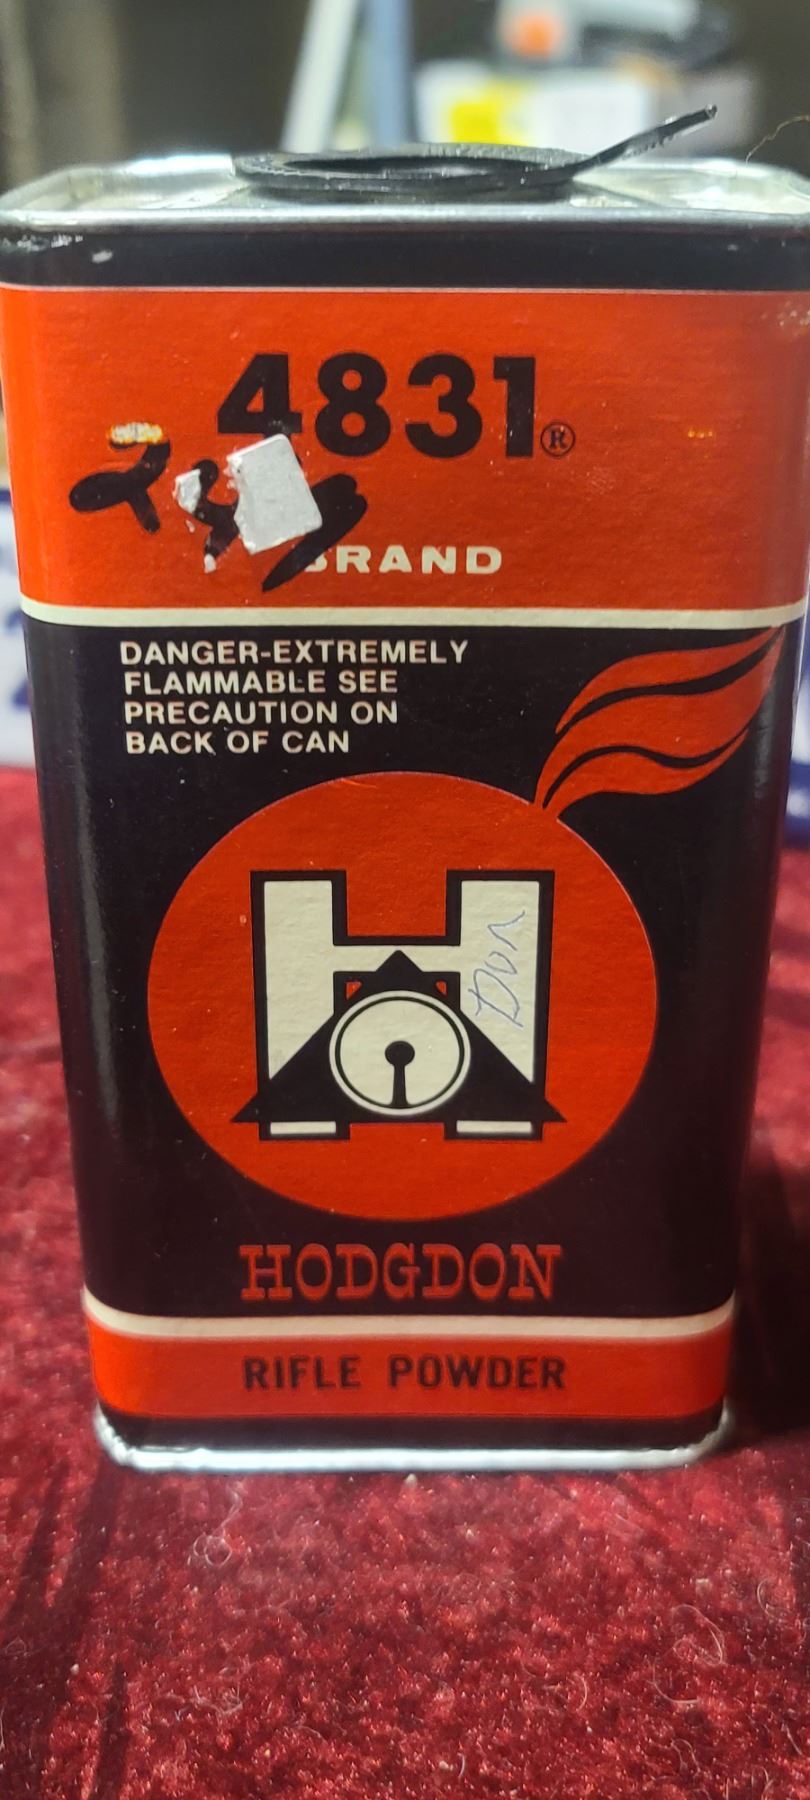 4831®
BRAND
DANGER-EXTREMELY
FLAMMABLE SEE
PRECAUTION ON
BACK OF CAN
H
Don
HODGDON
RIFLE POWDER